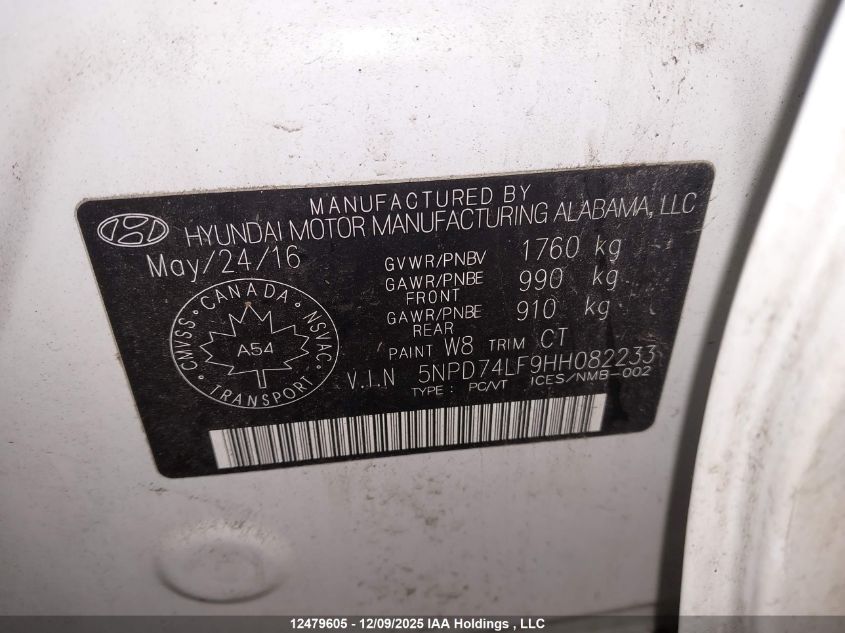 MANUFACTURED BY
HYUNDAI MOTOR MANUFACTURING ALABAMA, LLC
May/24/16
GVWR/PNBV 1760 kg
GAWR/PNBE FRONT 990 kg
GAWR/PNBE REAR 910 kg
PAINT W8 TRIM CT
V.I.N 5NPD74LF9HH082233
TYPE : PC/VT ICES/NMB-002
CMVSS • CANADA • NSVAC • TRANSPORT •
A54
12479605 - 12/09/2025 IAA Holdings , LLC